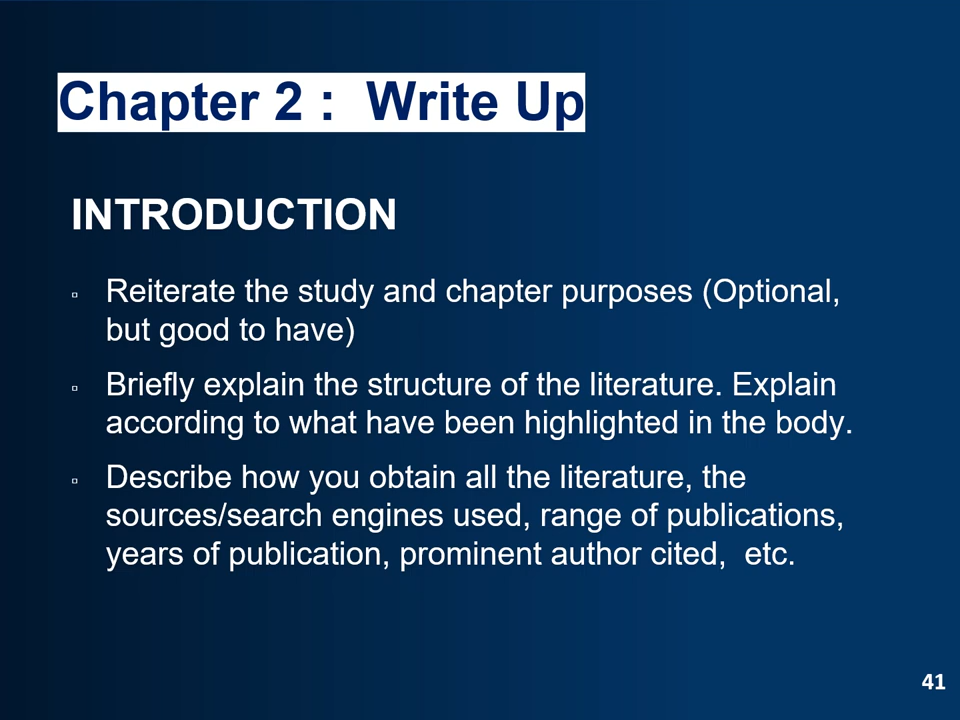 Chapter 2 :  Write Up
INTRODUCTION
▫ Reiterate the study and chapter purposes (Optional,
but good to have)
▫ Briefly explain the structure of the literature. Explain
according to what have been highlighted in the body.
▫ Describe how you obtain all the literature, the
sources/search engines used, range of publications,
years of publication, prominent author cited,  etc.
41